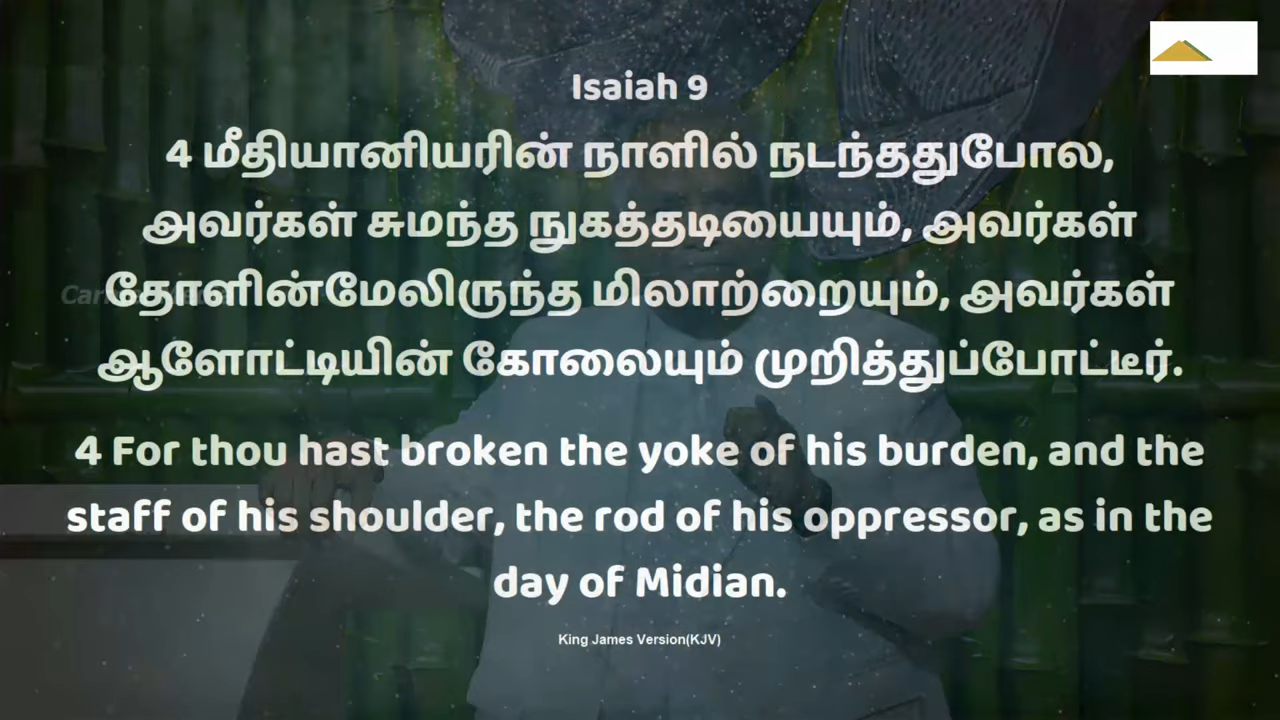 Isaiah 9
4 மீதியானியரின் நாளில் நடந்ததுபோல,
அவர்கள் சுமந்த நுகத்தடியையும், அவர்கள்
தோளின்மேலிருந்த மிலாற்றையும், அவர்கள்
ஆளோட்டியின் கோலையும் முறித்துப்போட்டீர்.
4 For thou hast broken the yoke of his burden, and the
staff of his shoulder, the rod of his oppressor, as in the
day of Midian.
King James Version(KJV)